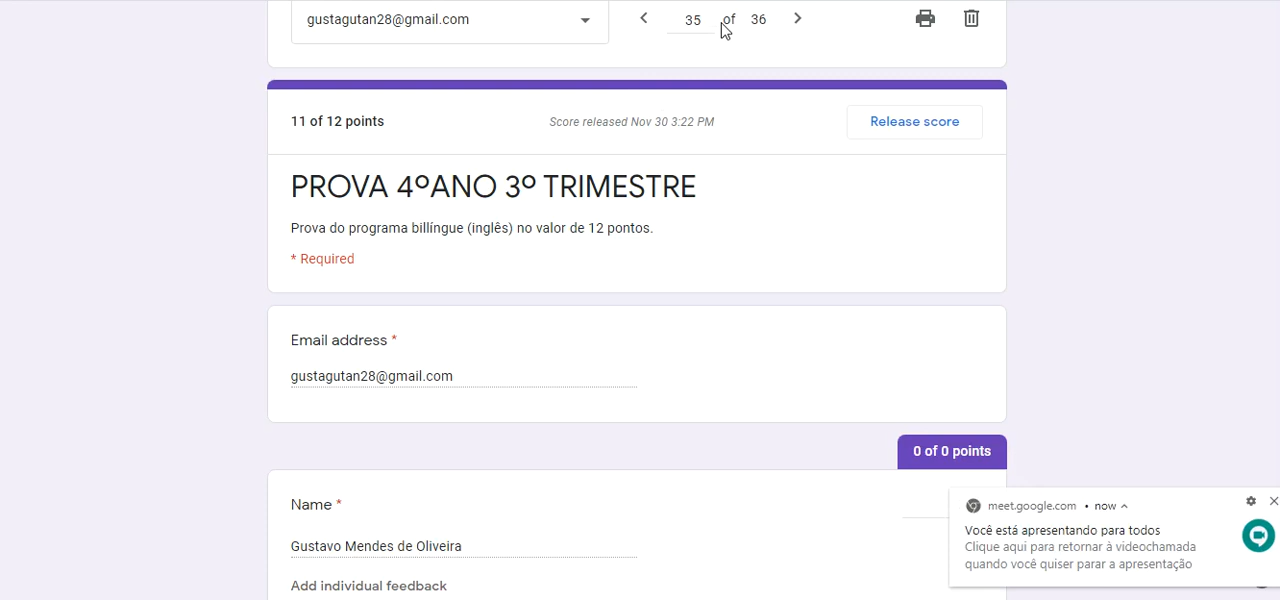 gustagutan28@gmail.com
35 of 36
11 of 12 points
Score released Nov 30 3:22 PM
Release score
PROVA 4ºANO 3º TRIMESTRE
Prova do programa billíngue (inglês) no valor de 12 pontos.
* Required
Email address *
gustagutan28@gmail.com
0 of 0 points
Name *
Gustavo Mendes de Oliveira
Add individual feedback
meet.google.com • now
Você está apresentando para todos
Clique aqui para retornar à videochamada
quando você quiser parar a apresentação